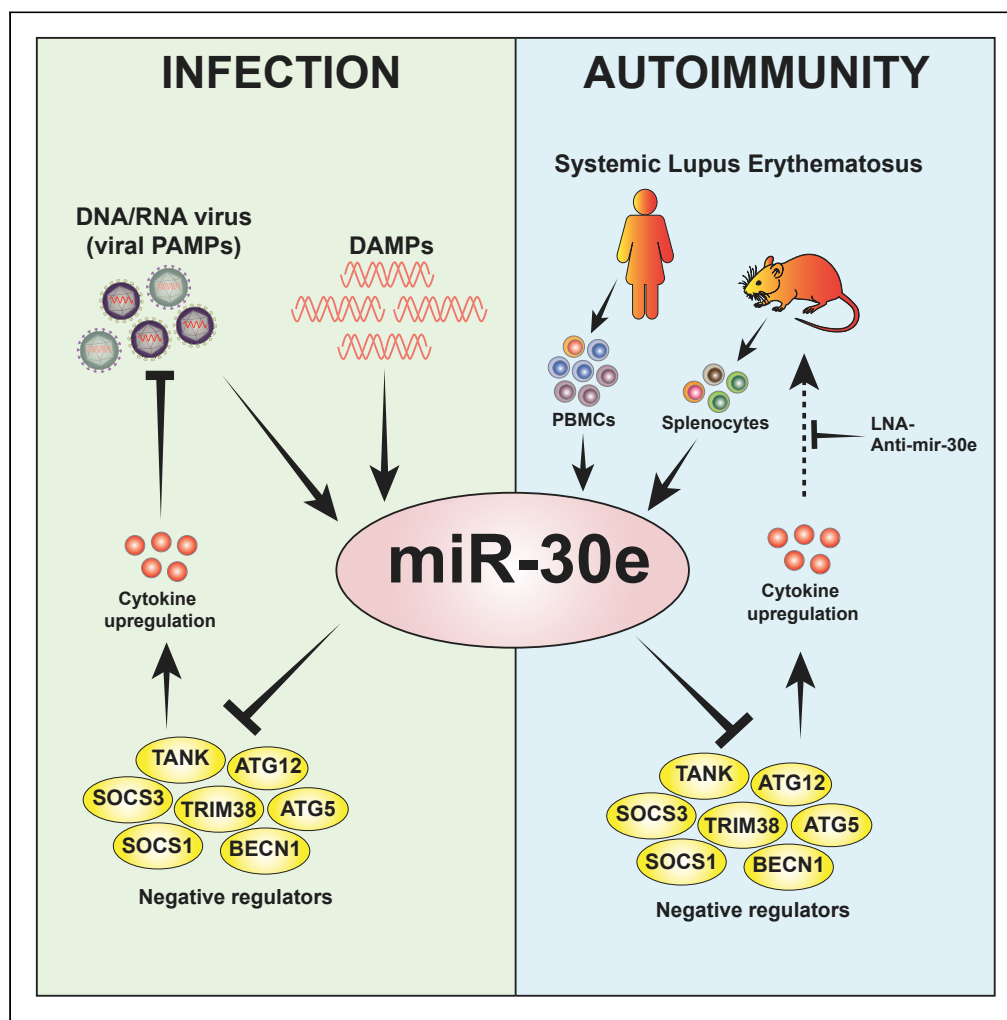 INFECTION
DNA/RNA virus
(viral PAMPs)
DAMPs
Cytokine
upregulation
TANK
ATG12
SOCS3
TRIM38
ATG5
SOCS1
BECN1
Negative regulators
miR-30e
AUTOIMMUNITY
Systemic Lupus Erythematosus
PBMCs
Splenocytes
LNA-
Anti-mir-30e
Cytokine
upregulation
TANK
ATG12
SOCS3
TRIM38
ATG5
SOCS1
BECN1
Negative regulators